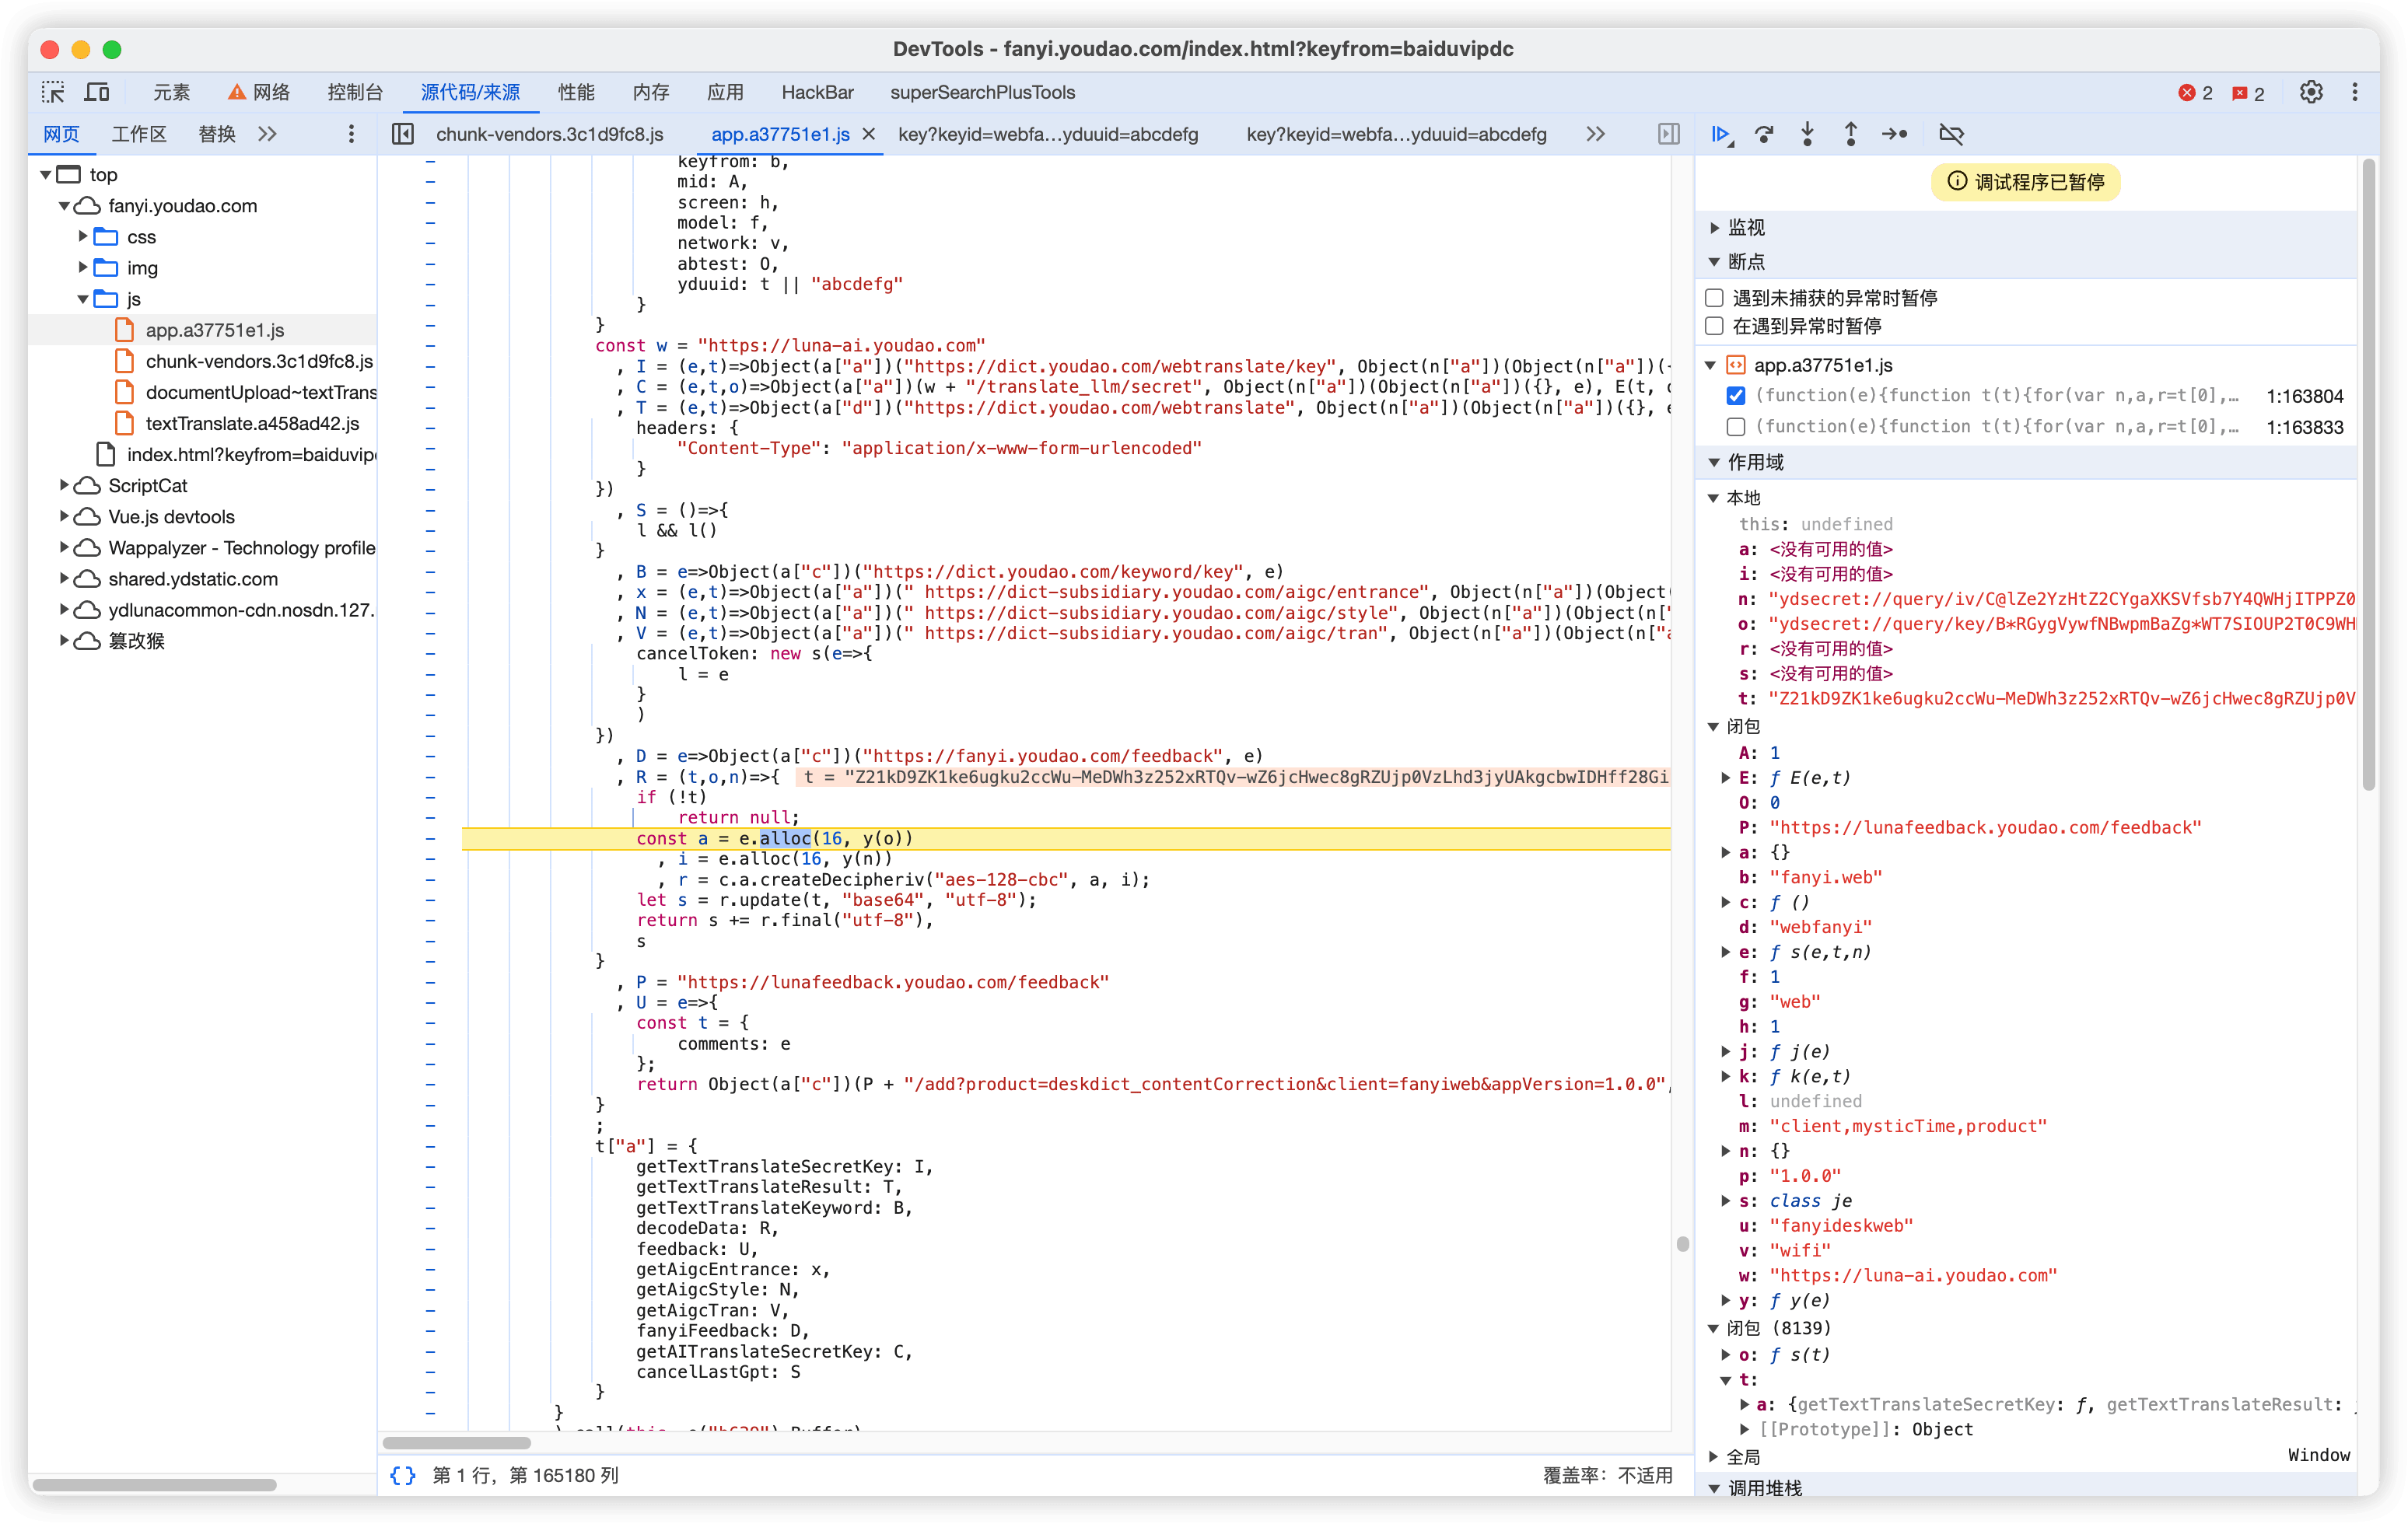 DevTools - fanyi.youdao.com/index.html?keyfrom=baiduvipdc
元素 网络 控制台 源代码/来源 性能 内存 应用 HackBar superSearchPlusTools 2 2
网页 工作区 替换
chunk-vendors.3c1d9fc8.js app.a37751e1.js key?keyid=webfa…yduuid=abcdefg key?keyid=webfa…yduuid=abcdefg
top
fanyi.youdao.com
css
img
js
app.a37751e1.js
chunk-vendors.3c1d9fc8.js
documentUpload~textTrans
textTranslate.a458ad42.js
index.html?keyfrom=baiduvip
ScriptCat
Vue.js devtools
Wappalyzer - Technology profile
shared.ydstatic.com
ydlunacommon-cdn.nosdn.127.
篡改猴
keyfrom: b,
mid: A,
screen: h,
model: f,
network: v,
abtest: O,
yduuid: t || "abcdefg"
}
}
const w = "https://luna-ai.youdao.com"
, I = (e,t)=>Object(a["a"])("https://dict.youdao.com/webtranslate/key", Object(n["a"])(Object(n["a"])(
, C = (e,t,o)=>Object(a["a"])(w + "/translate_llm/secret", Object(n["a"])(Object(n["a"])({}, e), E(t,
, T = (e,t)=>Object(a["d"])("https://dict.youdao.com/webtranslate", Object(n["a"])(Object(n["a"])({},
headers: {
"Content-Type": "application/x-www-form-urlencoded"
}
})
, S = ()=>{
l && l()
}
, B = e=>Object(a["c"])("https://dict.youdao.com/keyword/key", e)
, x = (e,t)=>Object(a["a"])(" https://dict-subsidiary.youdao.com/aigc/entrance", Object(n["a"])(Object(
, N = (e,t)=>Object(a["a"])(" https://dict-subsidiary.youdao.com/aigc/style", Object(n["a"])(Object(n["
, V = (e,t)=>Object(a["a"])(" https://dict-subsidiary.youdao.com/aigc/tran", Object(n["a"])(Object(n["a
cancelToken: new s(e=>{
l = e
}
)
})
, D = e=>Object(a["c"])("https://fanyi.youdao.com/feedback", e)
, R = (t,o,n)=>{ t = "Z21kD9ZK1ke6ugku2ccWu-MeDWh3z252xRTQv-wZ6jcHwec8gRZUjp0VzLhd3jyUAkgcbwIDHff28Gi
if (!t)
return null;
const a = e.alloc(16, y(o))
, i = e.alloc(16, y(n))
, r = c.a.createDecipheriv("aes-128-cbc", a, i);
let s = r.update(t, "base64", "utf-8");
return s += r.final("utf-8"),
s
}
, P = "https://lunafeedback.youdao.com/feedback"
, U = e=>{
const t = {
comments: e
};
return Object(a["c"])(P + "/add?product=deskdict_contentCorrection&client=fanyiweb&appVersion=1.0.0",
}
;
t["a"] = {
getTextTranslateSecretKey: I,
getTextTranslateResult: T,
getTextTranslateKeyword: B,
decodeData: R,
feedback: U,
getAigcEntrance: x,
getAigcStyle: N,
getAigcTran: V,
fanyiFeedback: D,
getAITranslateSecretKey: C,
cancelLastGpt: S
}
}
{} 第 1 行，第 165180 列 覆盖率：不适用
调试程序已暂停
监视
断点
遇到未捕获的异常时暂停
在遇到异常时暂停
app.a37751e1.js
(function(e){function t(t){for(var n,a,r=t[0],… 1:163804
(function(e){function t(t){for(var n,a,r=t[0],… 1:163833
作用域
本地
this: undefined
a: <没有可用的值>
i: <没有可用的值>
n: "ydsecret://query/iv/C@lZe2YzHtZ2CYgaXKSVfsb7Y4QWHjITPPZ0
o: "ydsecret://query/key/B*RGygVywfNBwpmBaZg*WT7SIOUP2T0C9WH
r: <没有可用的值>
s: <没有可用的值>
t: "Z21kD9ZK1ke6ugku2ccWu-MeDWh3z252xRTQv-wZ6jcHwec8gRZUjp0V
闭包
A: 1
E: ƒ E(e,t)
O: 0
P: "https://lunafeedback.youdao.com/feedback"
a: {}
b: "fanyi.web"
c: ƒ ()
d: "webfanyi"
e: ƒ s(e,t,n)
f: 1
g: "web"
h: 1
j: ƒ j(e)
k: ƒ k(e,t)
l: undefined
m: "client,mysticTime,product"
n: {}
p: "1.0.0"
s: class je
u: "fanyideskweb"
v: "wifi"
w: "https://luna-ai.youdao.com"
y: ƒ y(e)
闭包 (8139)
o: ƒ s(t)
t:
a: {getTextTranslateSecretKey: ƒ, getTextTranslateResult:
[[Prototype]]: Object
全局 Window
调用堆栈